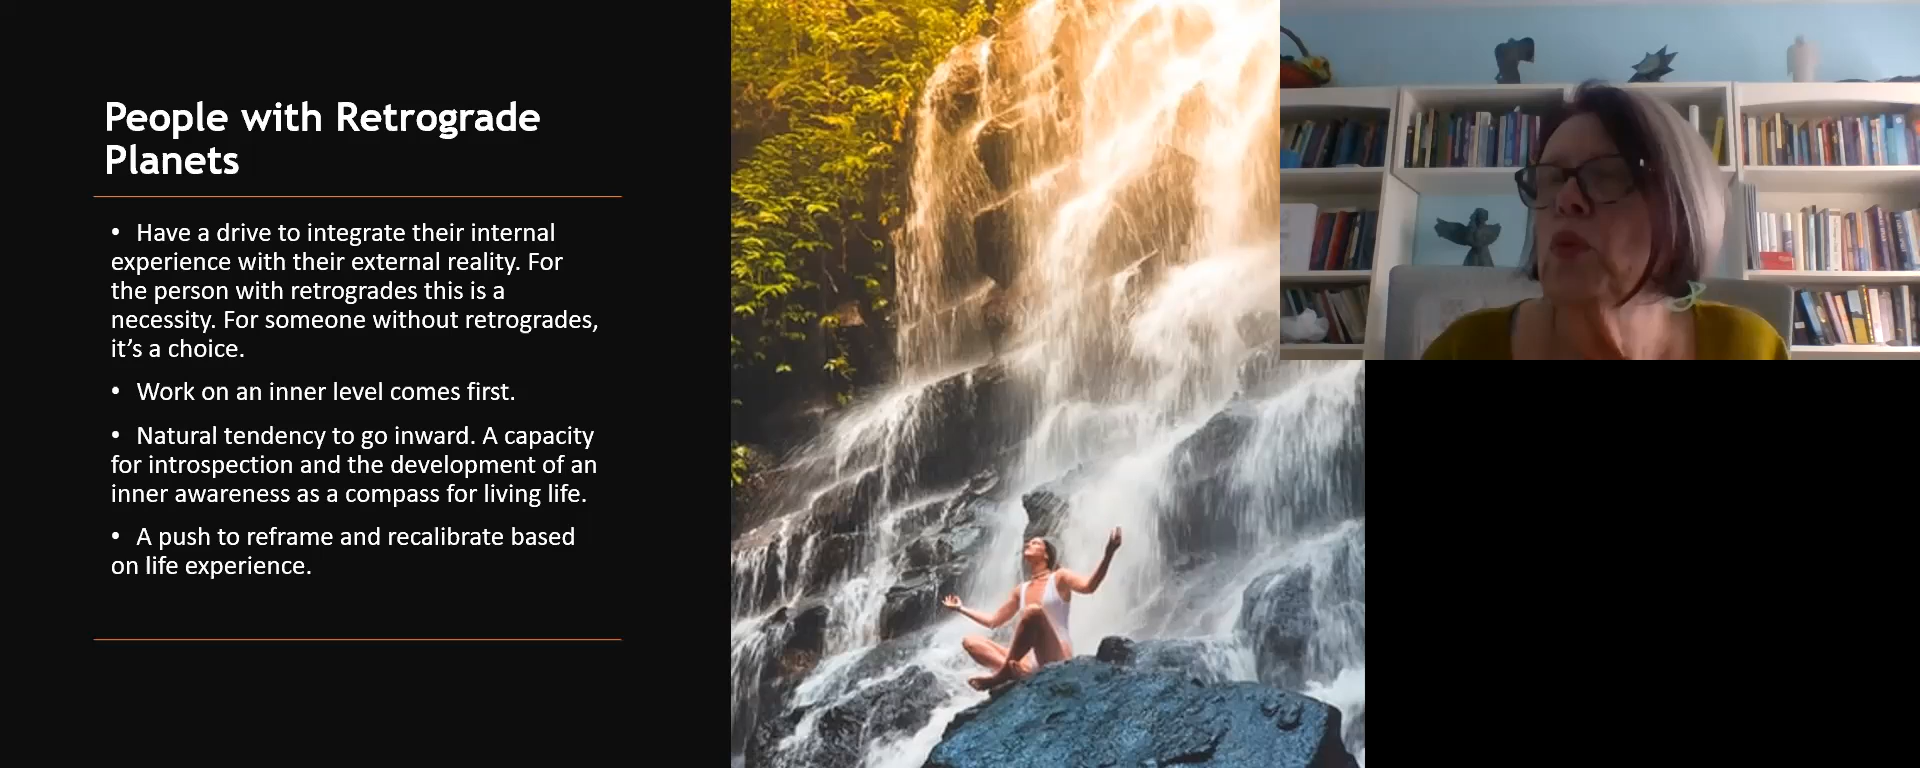 People with Retrograde
Planets
• Have a drive to integrate their internal
experience with their external reality. For
the person with retrogrades this is a
necessity. For someone without retrogrades,
it’s a choice.
• Work on an inner level comes first.
• Natural tendency to go inward. A capacity
for introspection and the development of an
inner awareness as a compass for living life.
• A push to reframe and recalibrate based
on life experience.